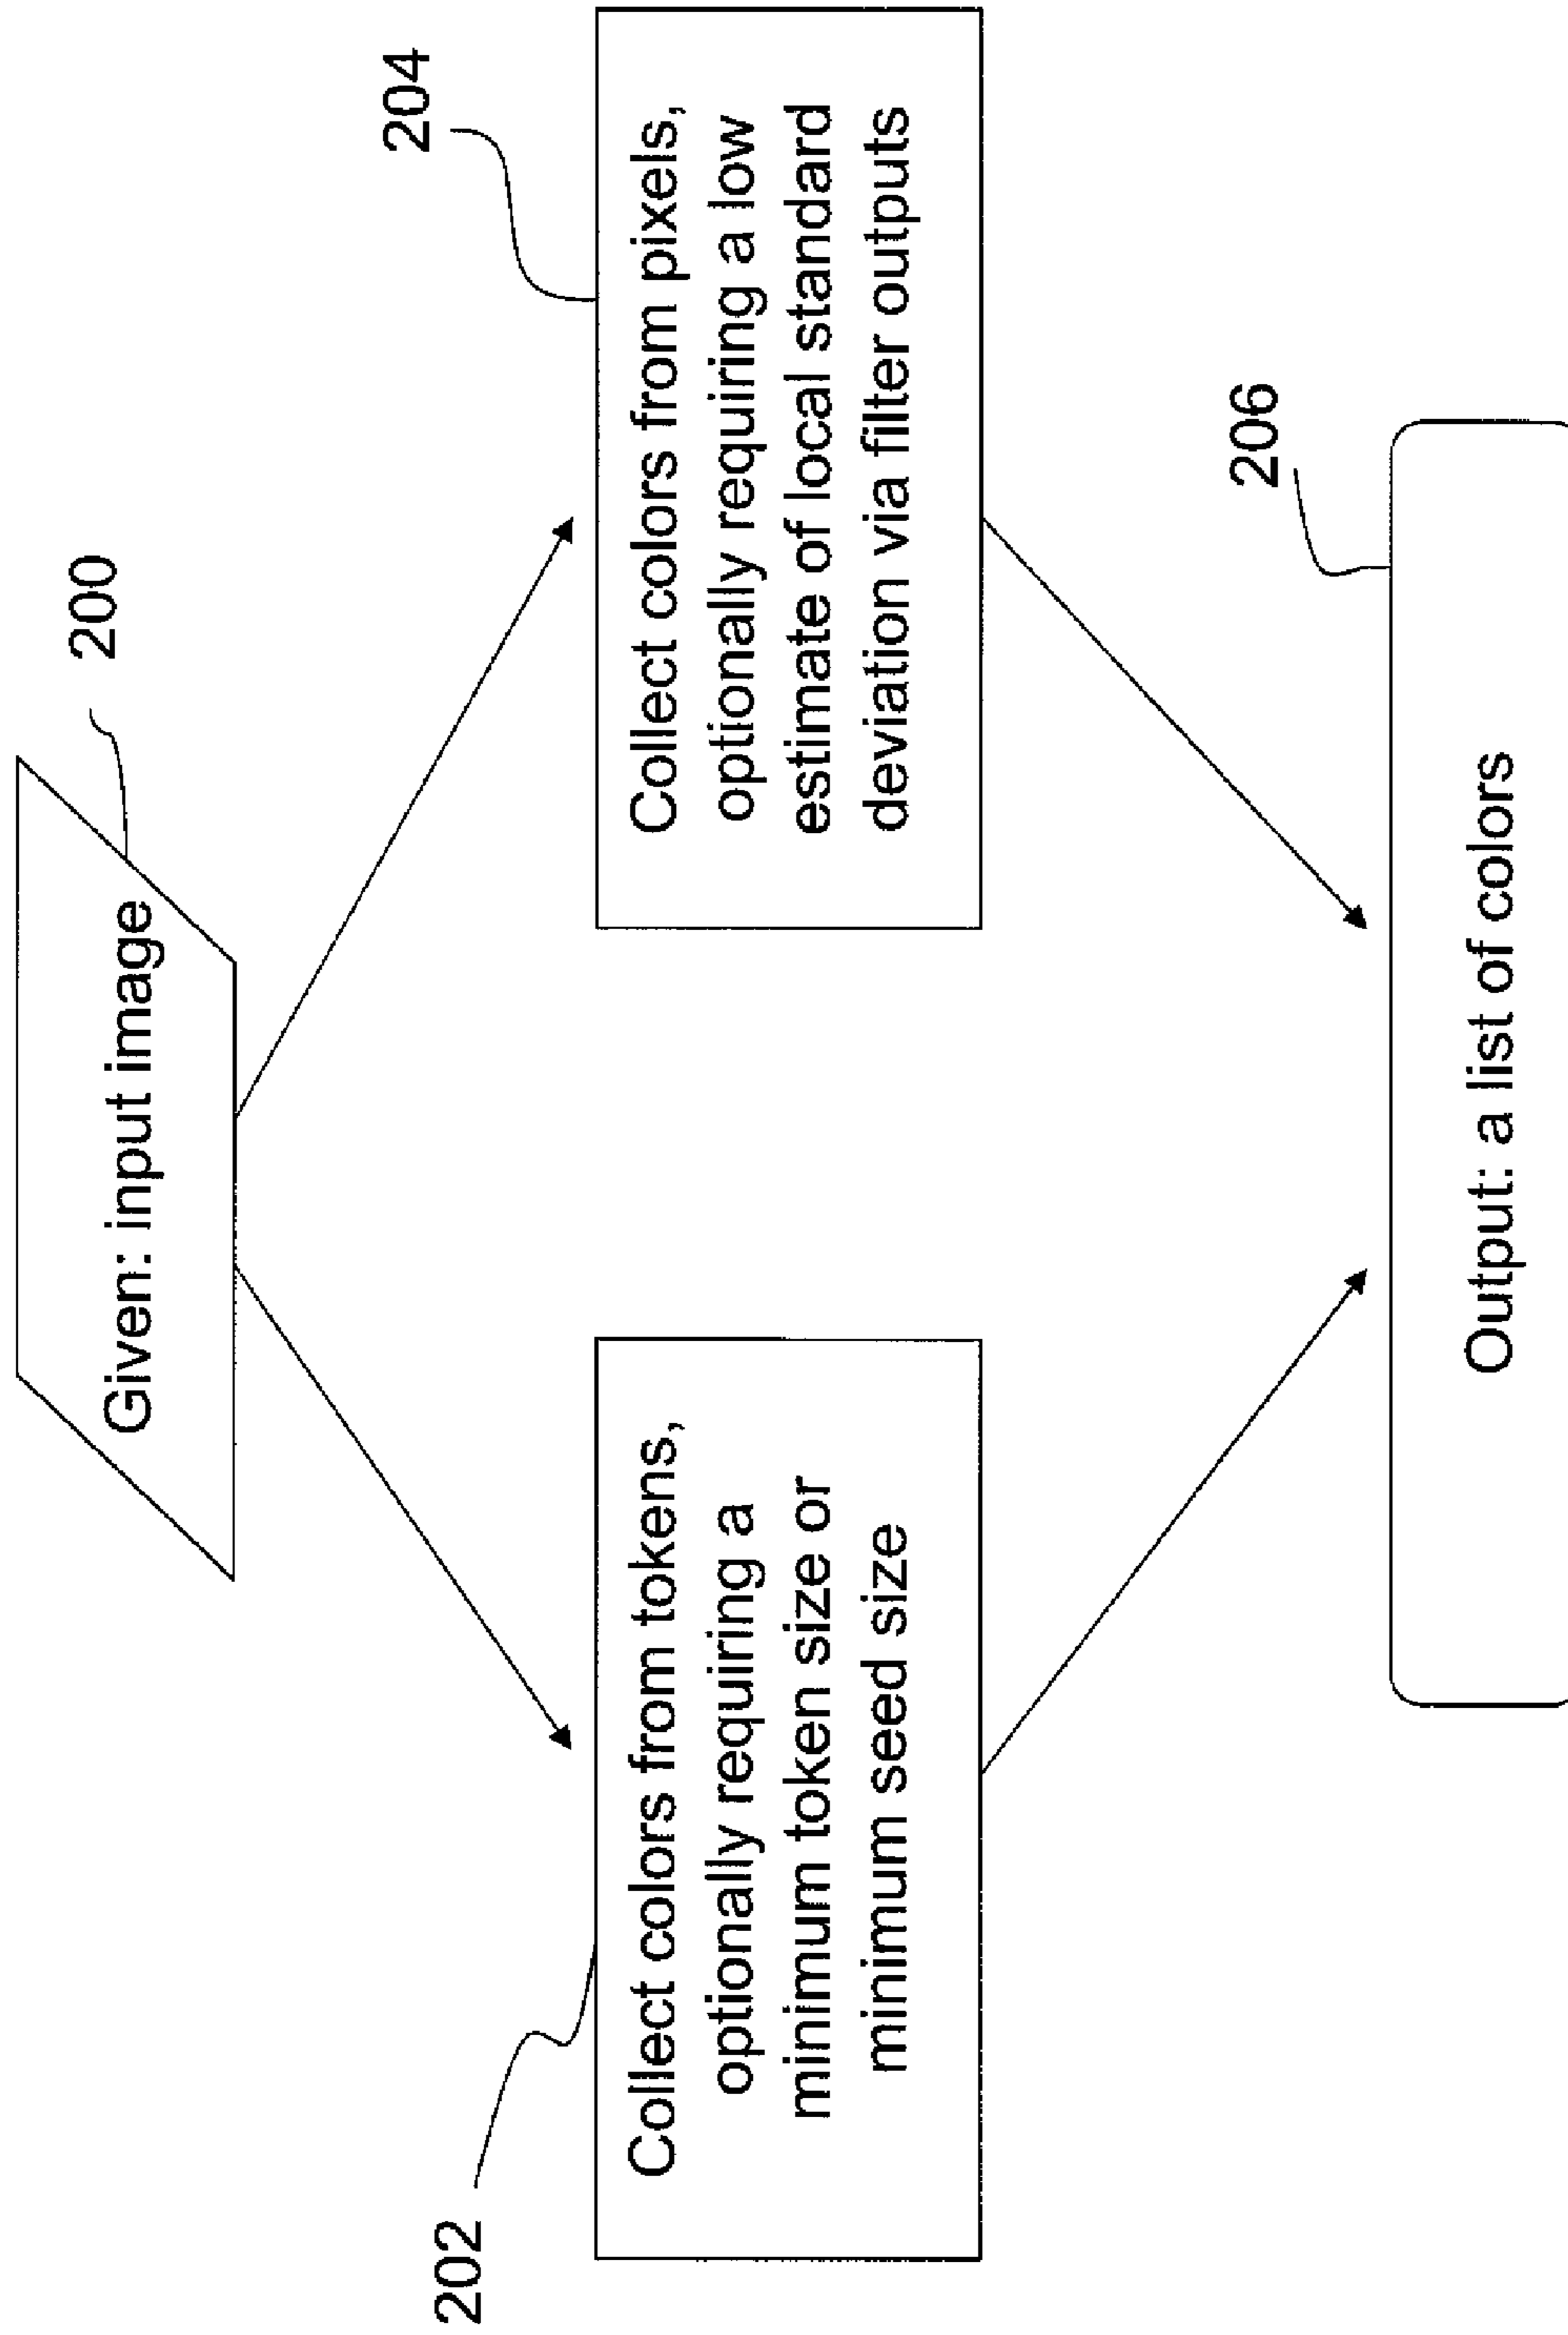 200
Given: input image
202
Collect colors from tokens,
optionally requiring a
minimum token size or
minimum seed size
204
Collect colors from pixels,
optionally requiring a low
estimate of local standard
deviation via filter outputs
206
Output: a list of colors